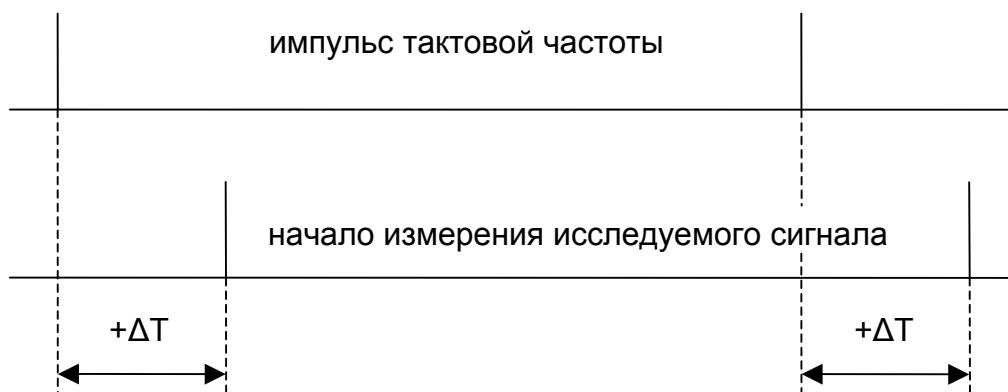 импульс тактовой частоты
начало измерения исследуемого сигнала
+ΔT +ΔT